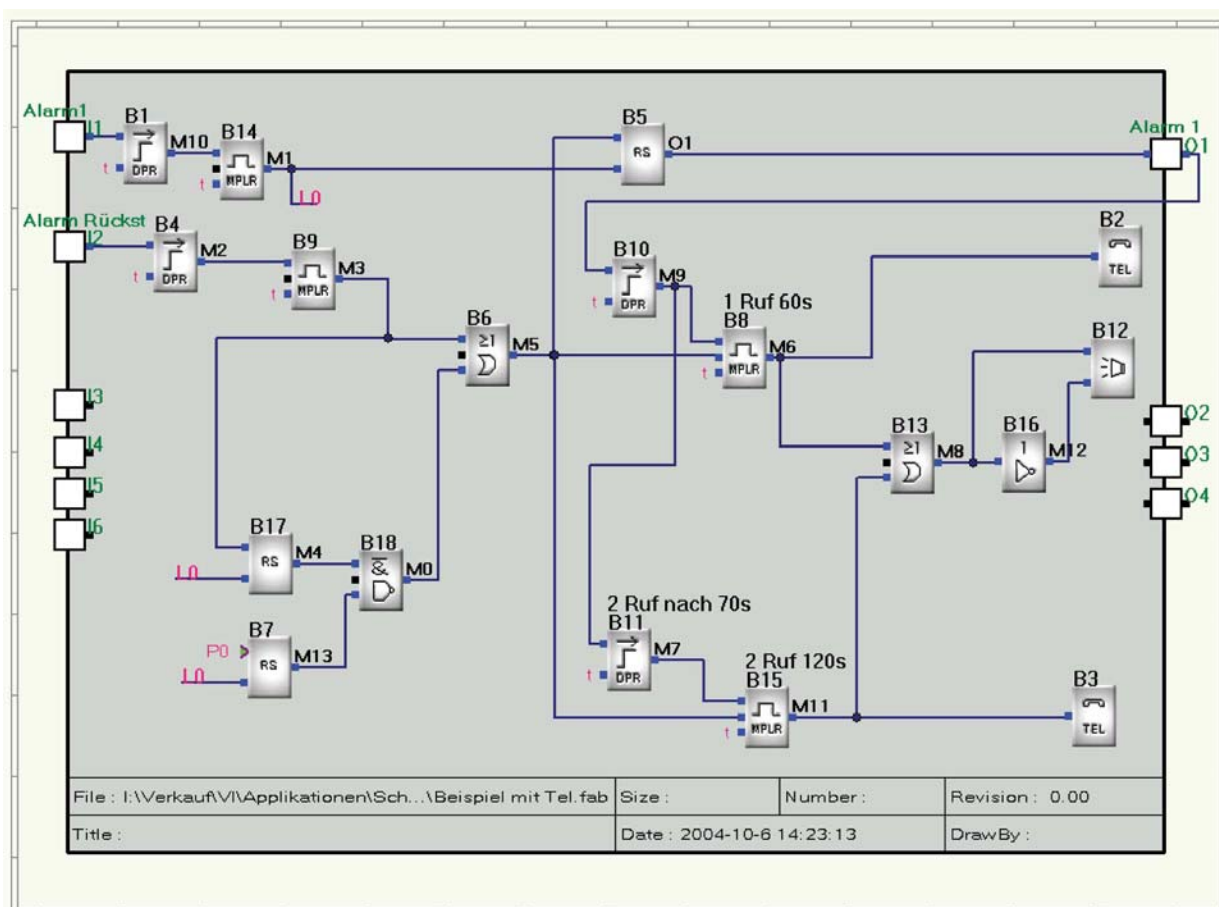 Alarm1
I1
B1
DPR
t
M10
B14
MPLR
t
M1
L0
B5
RS
O1
Alarm 1
O1
Alarm Rückst
I2
B4
DPR
t
M2
B9
MPLR
t
M3
B10
DPR
t
M9
B2
TEL
1 Ruf 60s
B8
MPLR
t
M6
B6
≥1
M5
B12
I3
I4
I5
I6
B13
≥1
M8
B16
1
M12
O2
O3
O4
B17
RS
L0
M4
B18
&
M0
B7
P0
RS
L0
M13
2 Ruf nach 70s
B11
DPR
t
M7
2 Ruf 120s
B15
MPLR
t
M11
B3
TEL
File : I:\Verkauf\VI\Applikationen\Sch...\Beispiel mit Tel.fab
Size :
Number :
Revision : 0.00
Title :
Date : 2004-10-6 14:23:13
DrawBy :